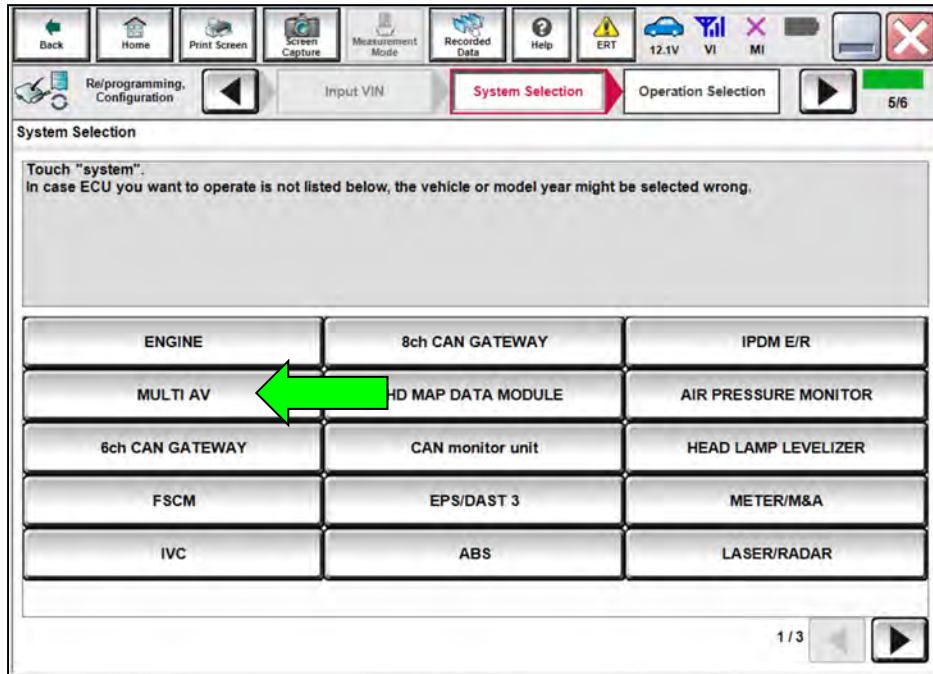 Back
Home
Print Screen
Screen Capture
Measurement Mode
Recorded Data
Help
ERT
12.1V
VI
MI
Re/programming, Configuration
Input VIN
System Selection
Operation Selection
5/6
System Selection
Touch "system".
In case ECU you want to operate is not listed below, the vehicle or model year might be selected wrong.
ENGINE
8ch CAN GATEWAY
IPDM E/R
MULTI AV
HD MAP DATA MODULE
AIR PRESSURE MONITOR
6ch CAN GATEWAY
CAN monitor unit
HEAD LAMP LEVELIZER
FSCM
EPS/DAST 3
METER/M&A
IVC
ABS
LASER/RADAR
1 / 3